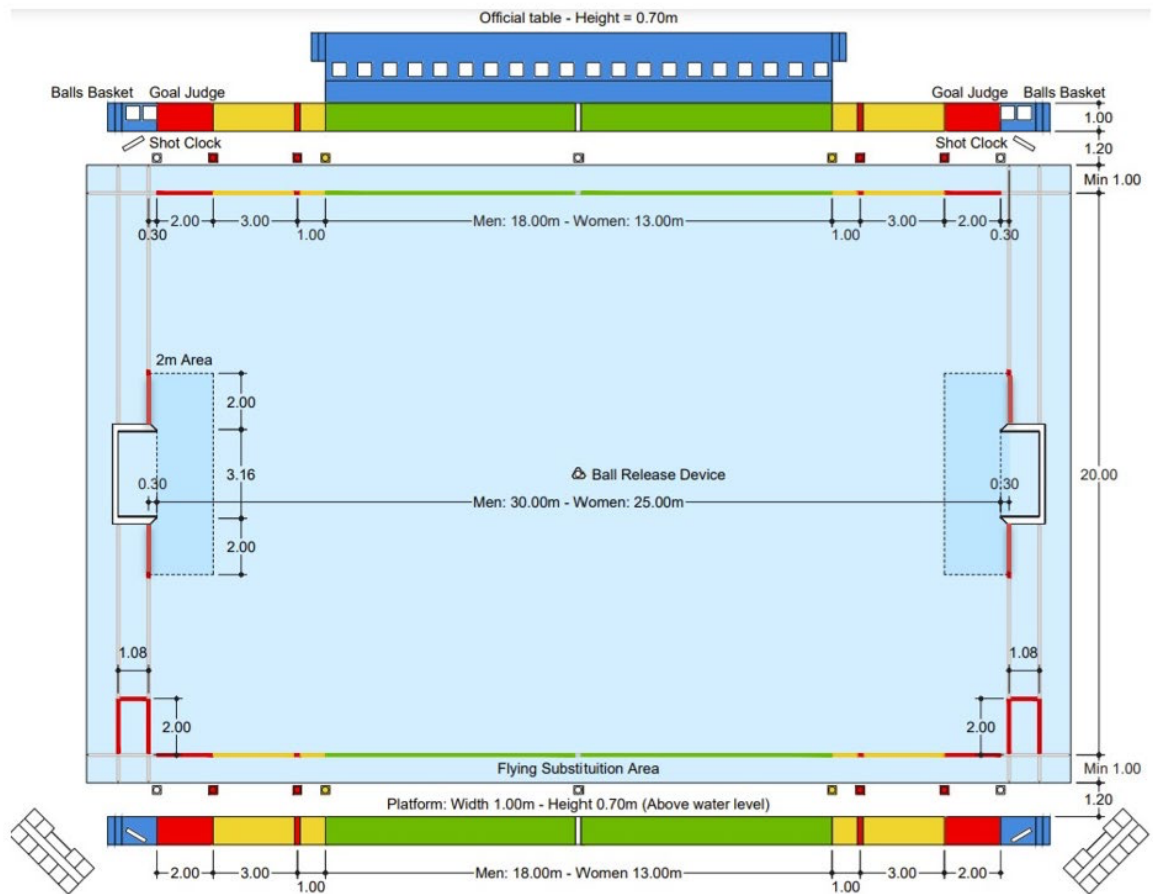 Official table - Height = 0.70m
Balls Basket Goal Judge Goal Judge Balls Basket
1.00
Shot Clock Shot Clock
1.20
Min 1.00
2.00 3.00 Men: 18.00m - Women: 13.00m 3.00 2.00
0.30 1.00 1.00 0.30
2m Area
2.00
3.16 Ball Release Device 20.00
0.30 0.30
Men: 30.00m - Women: 25.00m
2.00
1.08 1.08
2.00 2.00
Flying Substituition Area Min 1.00
Platform: Width 1.00m - Height 0.70m (Above water level) 1.20
2.00 3.00 Men: 18.00m - Women 13.00m 3.00 2.00
1.00 1.00